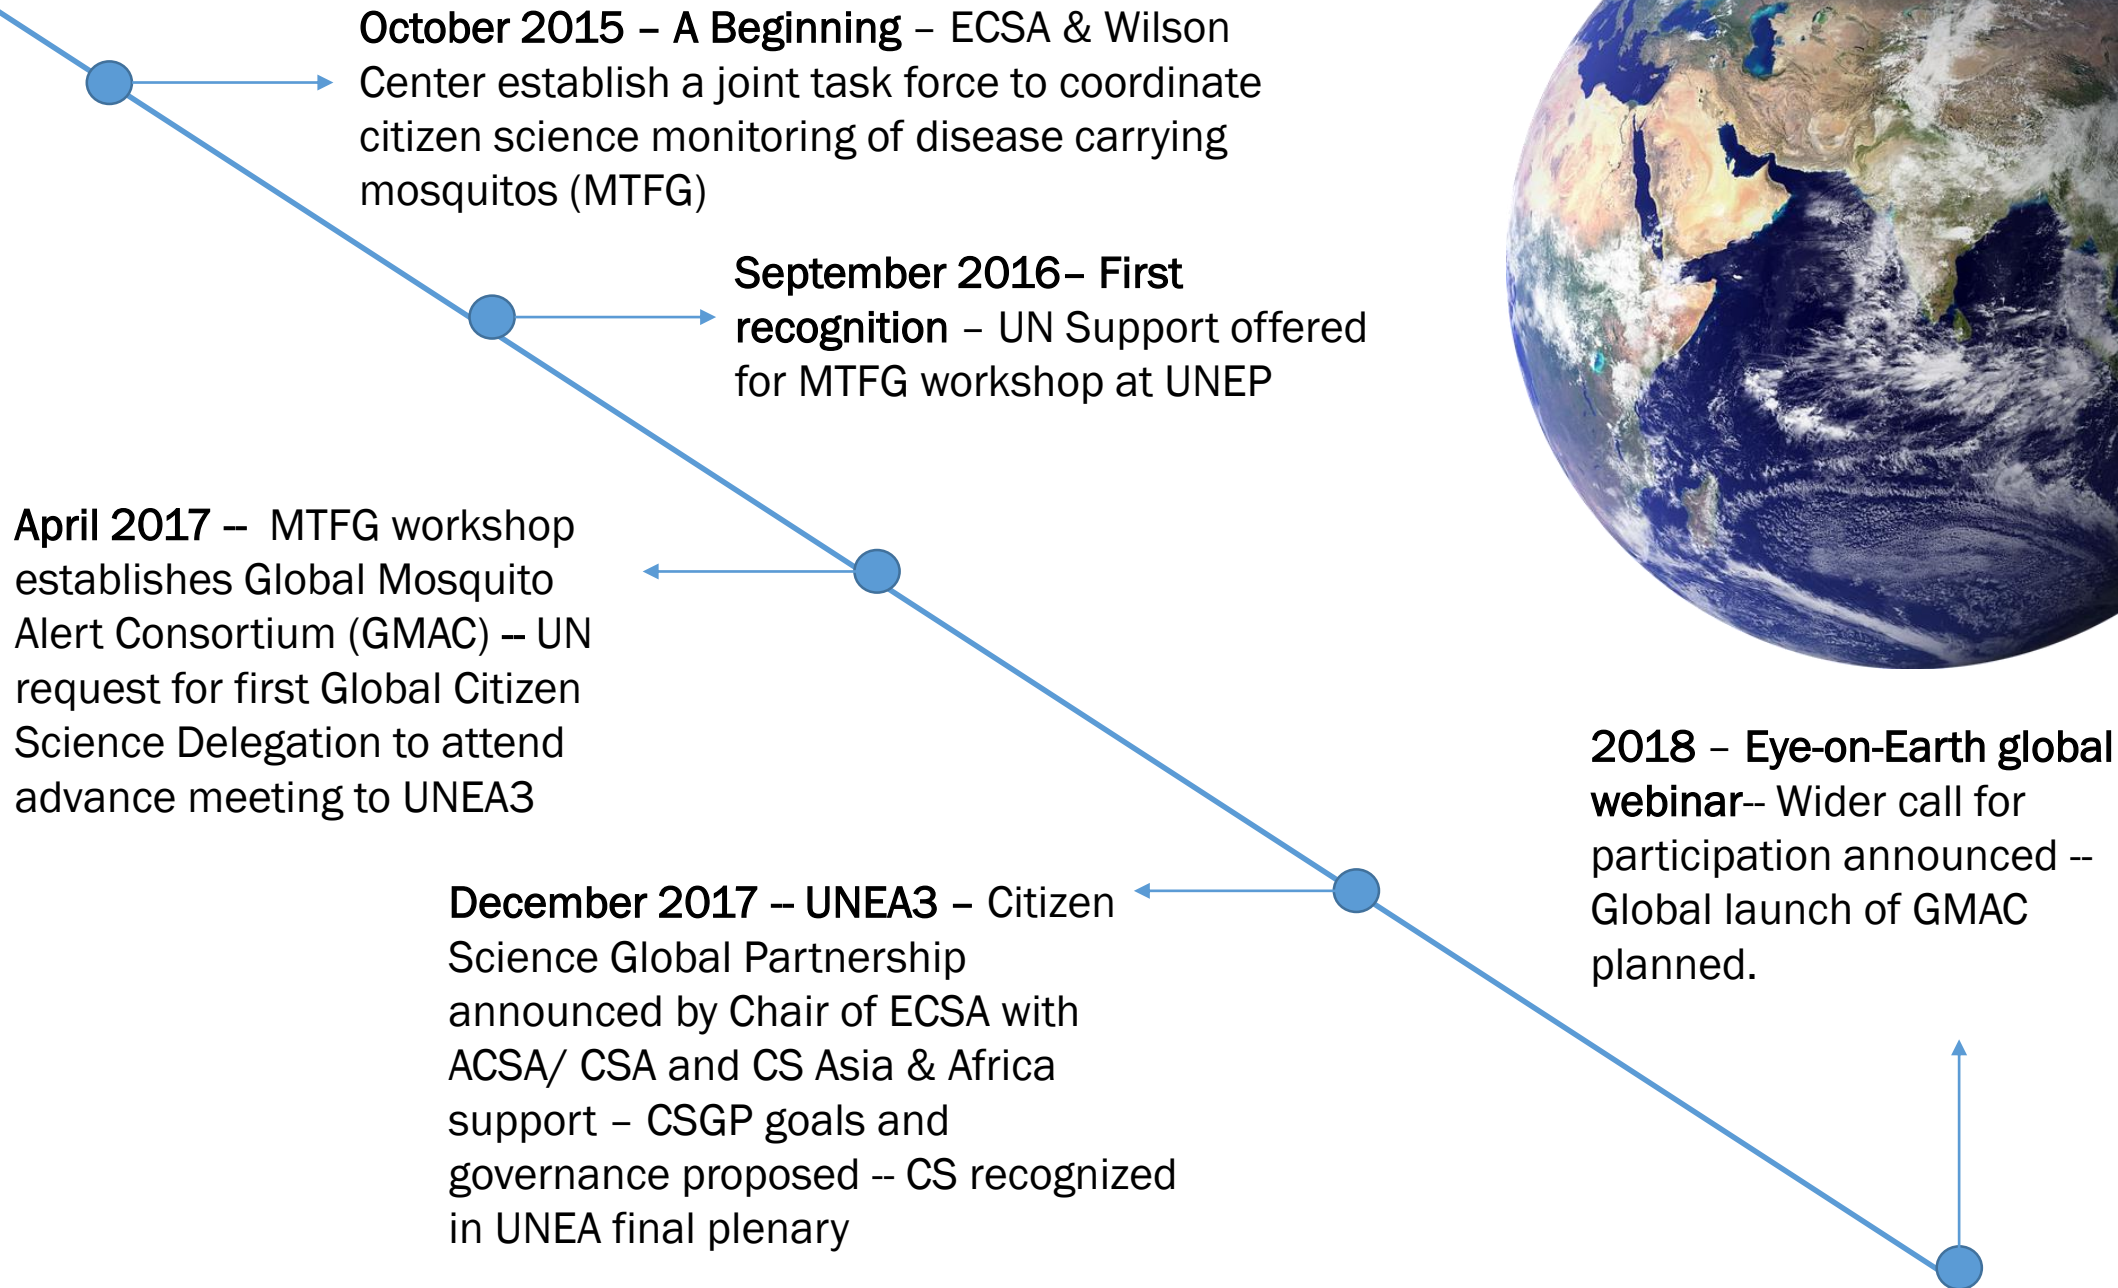 October 2015 – A Beginning – ECSA & Wilson
Center establish a joint task force to coordinate
citizen science monitoring of disease carrying
mosquitos (MTFG)
September 2016– First
recognition – UN Support offered
for MTFG workshop at UNEP
April 2017 -- MTFG workshop
establishes Global Mosquito
Alert Consortium (GMAC) -- UN
request for first Global Citizen
Science Delegation to attend
advance meeting to UNEA3
December 2017 -- UNEA3 – Citizen
Science Global Partnership
announced by Chair of ECSA with
ACSA/ CSA and CS Asia & Africa
support – CSGP goals and
governance proposed -- CS recognized
in UNEA final plenary
2018 – Eye-on-Earth global
webinar-- Wider call for
participation announced --
Global launch of GMAC
planned.